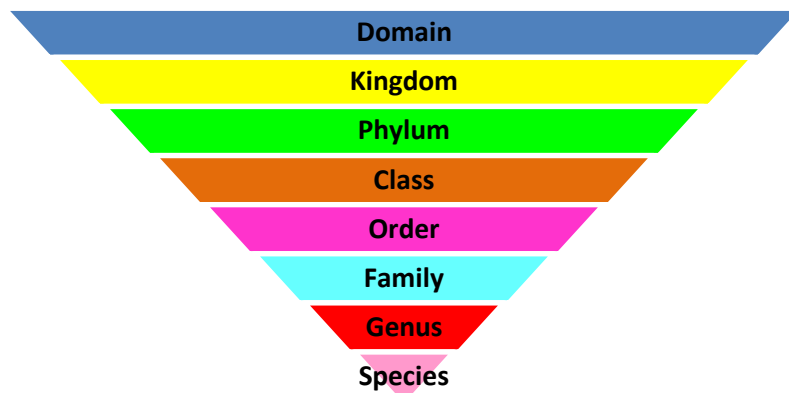 Domain
Kingdom
Phylum
Class
Order
Family
Genus
Species